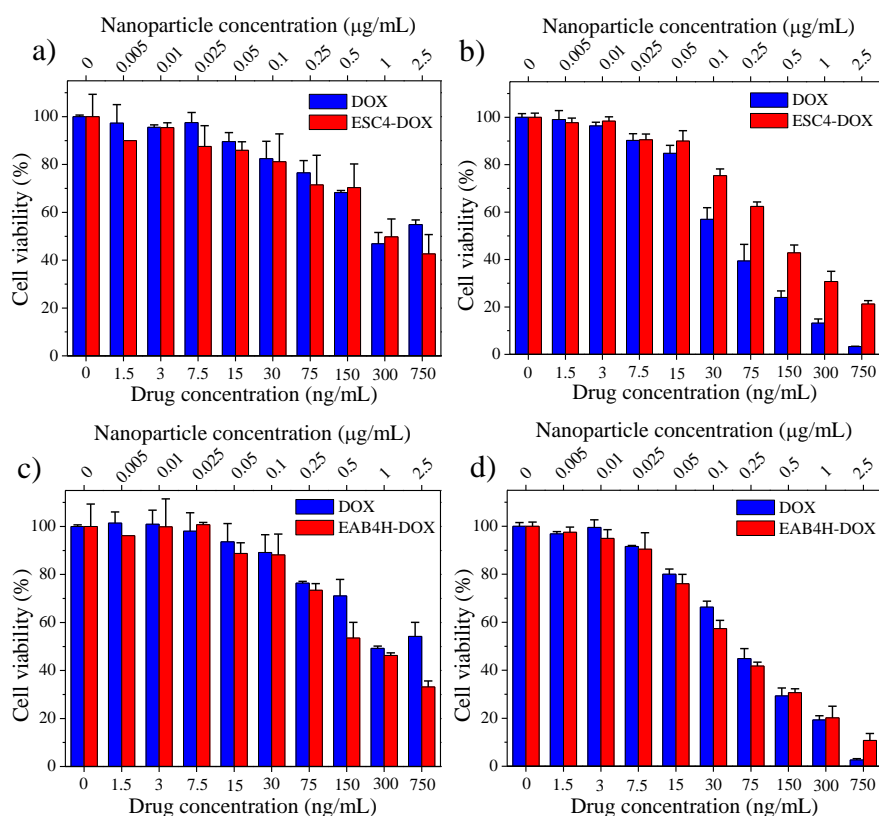 Nanoparticle concentration (µg/mL)
a)
0 0.005 0.01 0.025 0.05 0.1 0.25 0.5 1 2.5
DOX
ESC4-DOX
Cell viability (%)
100
80
60
40
20
0
0 1.5 3 7.5 15 30 75 150 300 750
Drug concentration (ng/mL)
Nanoparticle concentration (µg/mL)
b)
0 0.005 0.01 0.025 0.05 0.1 0.25 0.5 1 2.5
DOX
ESC4-DOX
Cell viability (%)
100
80
60
40
20
0
0 1.5 3 7.5 15 30 75 150 300 750
Drug concentration (ng/mL)
Nanoparticle concentration (µg/mL)
c)
0 0.005 0.01 0.025 0.05 0.1 0.25 0.5 1 2.5
DOX
EAB4H-DOX
Cell viability (%)
100
80
60
40
20
0
0 1.5 3 7.5 15 30 75 150 300 750
Drug concentration (ng/mL)
Nanoparticle concentration (µg/mL)
d)
0 0.005 0.01 0.025 0.05 0.1 0.25 0.5 1 2.5
DOX
EAB4H-DOX
Cell viability (%)
100
80
60
40
20
0
0 1.5 3 7.5 15 30 75 150 300 750
Drug concentration (ng/mL)